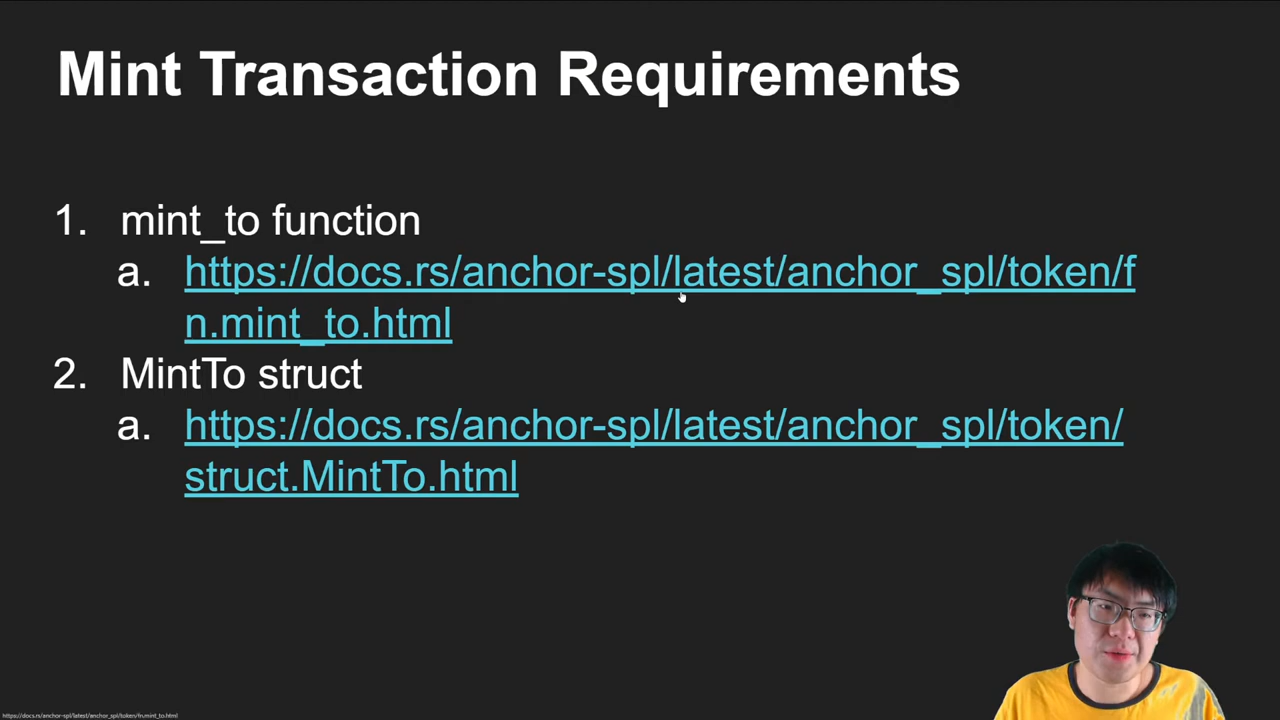 Mint Transaction Requirements
1. mint_to function
a. https://docs.rs/anchor-spl/latest/anchor_spl/token/f
n.mint_to.html
2. MintTo struct
a. https://docs.rs/anchor-spl/latest/anchor_spl/token/
struct.MintTo.html
https://docs.rs/anchor-spl/latest/anchor_spl/token/fn.mint_to.html